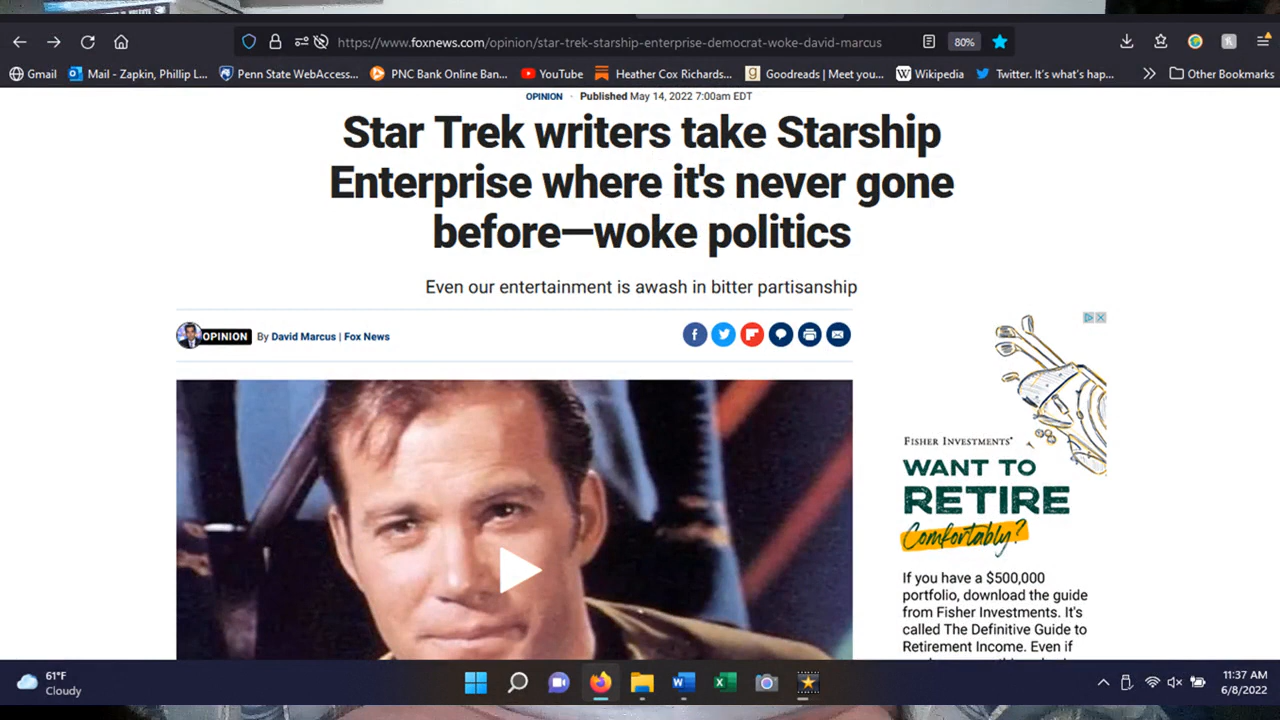 https://www.foxnews.com/opinion/star-trek-starship-enterprise-democrat-woke-david-marcus
80%
Gmail
Mail - Zapkin, Phillip L...
Penn State WebAccess...
PNC Bank Online Ban...
YouTube
Heather Cox Richards...
Goodreads | Meet you...
Wikipedia
Twitter. It's what's hap...
Other Bookmarks
OPINION · Published May 14, 2022 7:00am EDT
Star Trek writers take Starship
Enterprise where it's never gone
before—woke politics
Even our entertainment is awash in bitter partisanship
OPINION By David Marcus | Fox News
FISHER INVESTMENTS®
WANT TO
RETIRE
Comfortably?
If you have a $500,000
portfolio, download the guide
from Fisher Investments. It's
called The Definitive Guide to
Retirement Income. Even if
61°F
Cloudy
11:37 AM
6/8/2022